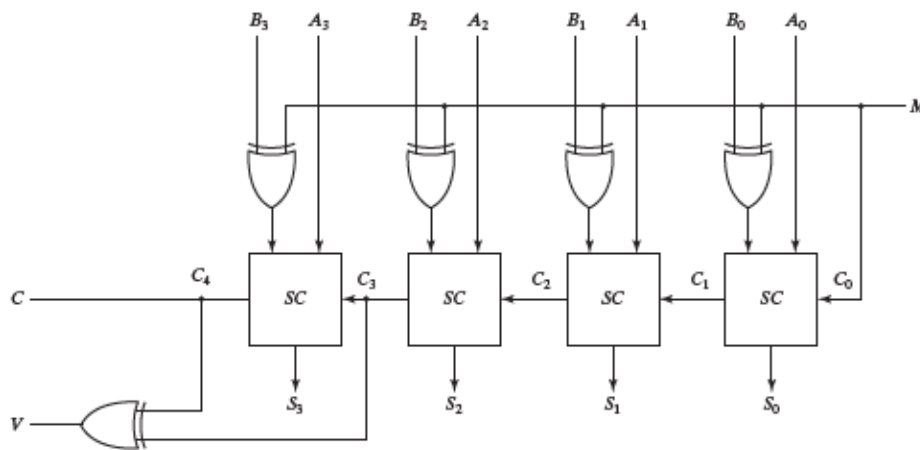 B3 A3 B2 A2 B1 A1 B0 A0
M
C4 C3 C2 C1 C0
C SC SC SC SC
S3 S2 S1 S0
V